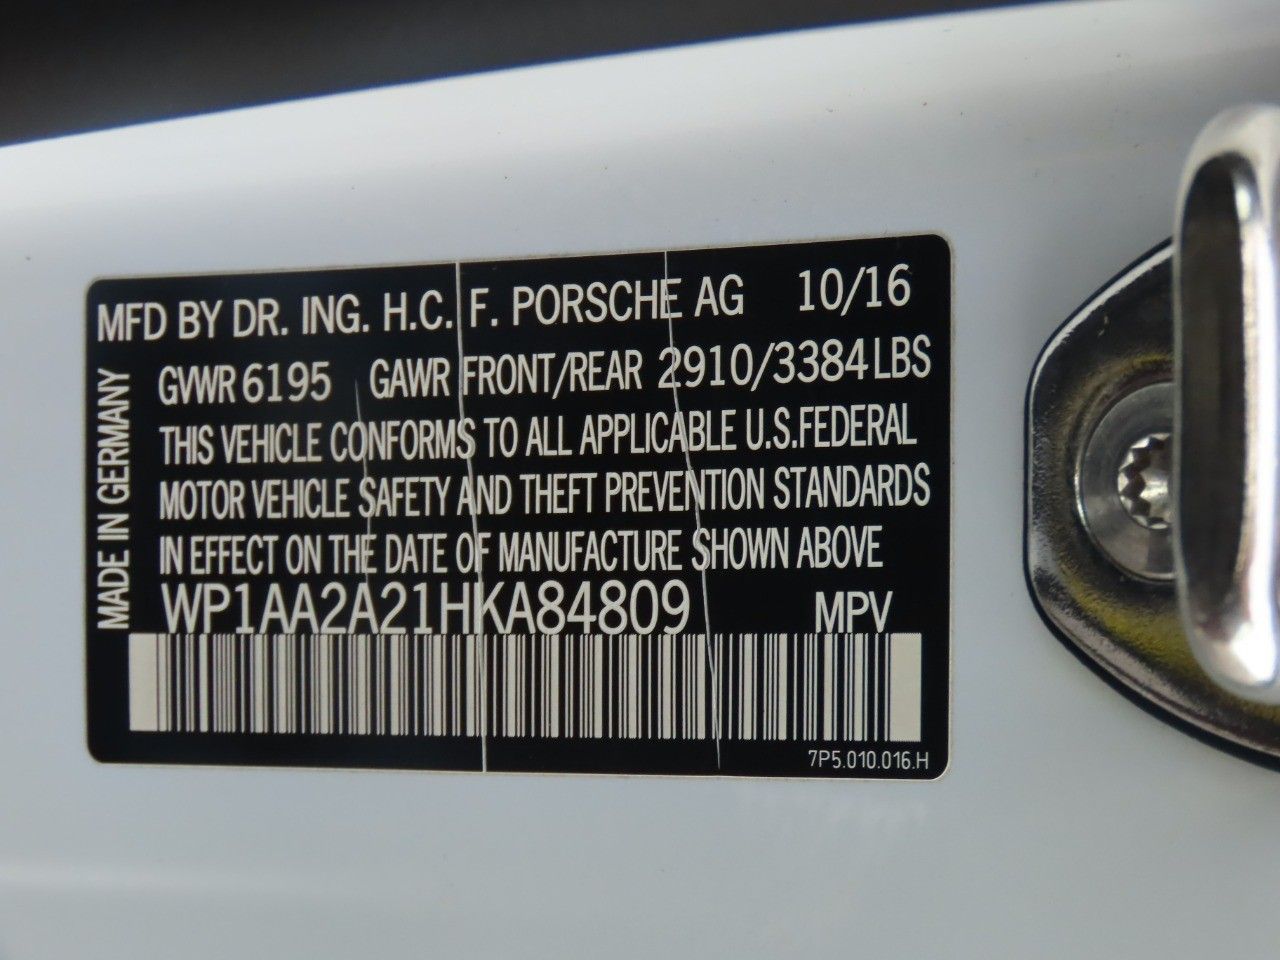 MFD BY DR. ING. H.C. F. PORSCHE AG 10/16
GVWR 6195 GAWR FRONT/REAR 2910/3384 LBS
THIS VEHICLE CONFORMS TO ALL APPLICABLE U.S.FEDERAL
MOTOR VEHICLE SAFETY AND THEFT PREVENTION STANDARDS
IN EFFECT ON THE DATE OF MANUFACTURE SHOWN ABOVE
WP1AA2A21HKA84809 MPV
MADE IN GERMANY
7P5.010.016.H